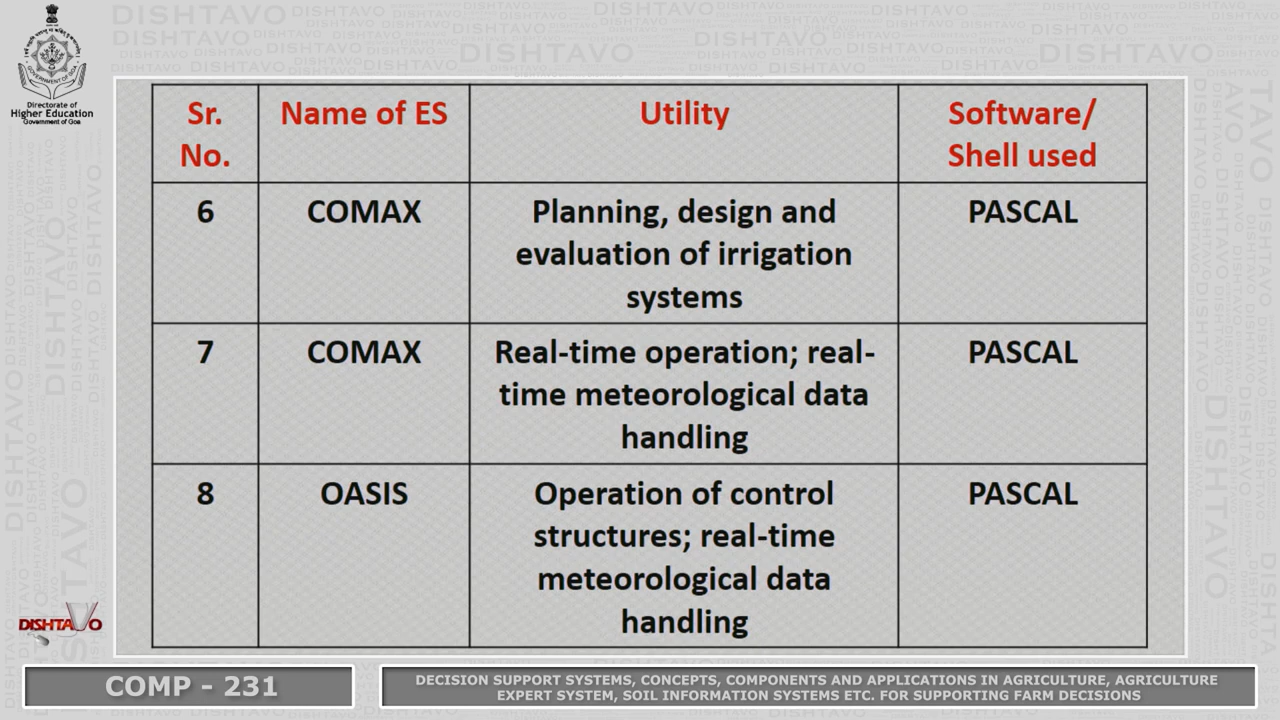 Directorate of
Higher Education
Government of Goa
Sr.
No.
Name of ES
Utility
Software/
Shell used
6
COMAX
Planning, design and
evaluation of irrigation
systems
PASCAL
7
COMAX
Real-time operation; real-
time meteorological data
handling
PASCAL
8
OASIS
Operation of control
structures; real-time
meteorological data
handling
PASCAL
DISHTAVO
COMP - 231
DECISION SUPPORT SYSTEMS, CONCEPTS, COMPONENTS AND APPLICATIONS IN AGRICULTURE, AGRICULTURE
EXPERT SYSTEM, SOIL INFORMATION SYSTEMS ETC. FOR SUPPORTING FARM DECISIONS